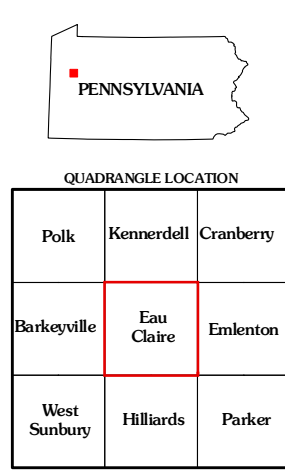 PENNSYLVANIA
QUADRANGLE LOCATION
Polk
Kennerdell
Cranberry
Barkeyville
Eau
Claire
Emlenton
West
Sunbury
Hilliards
Parker